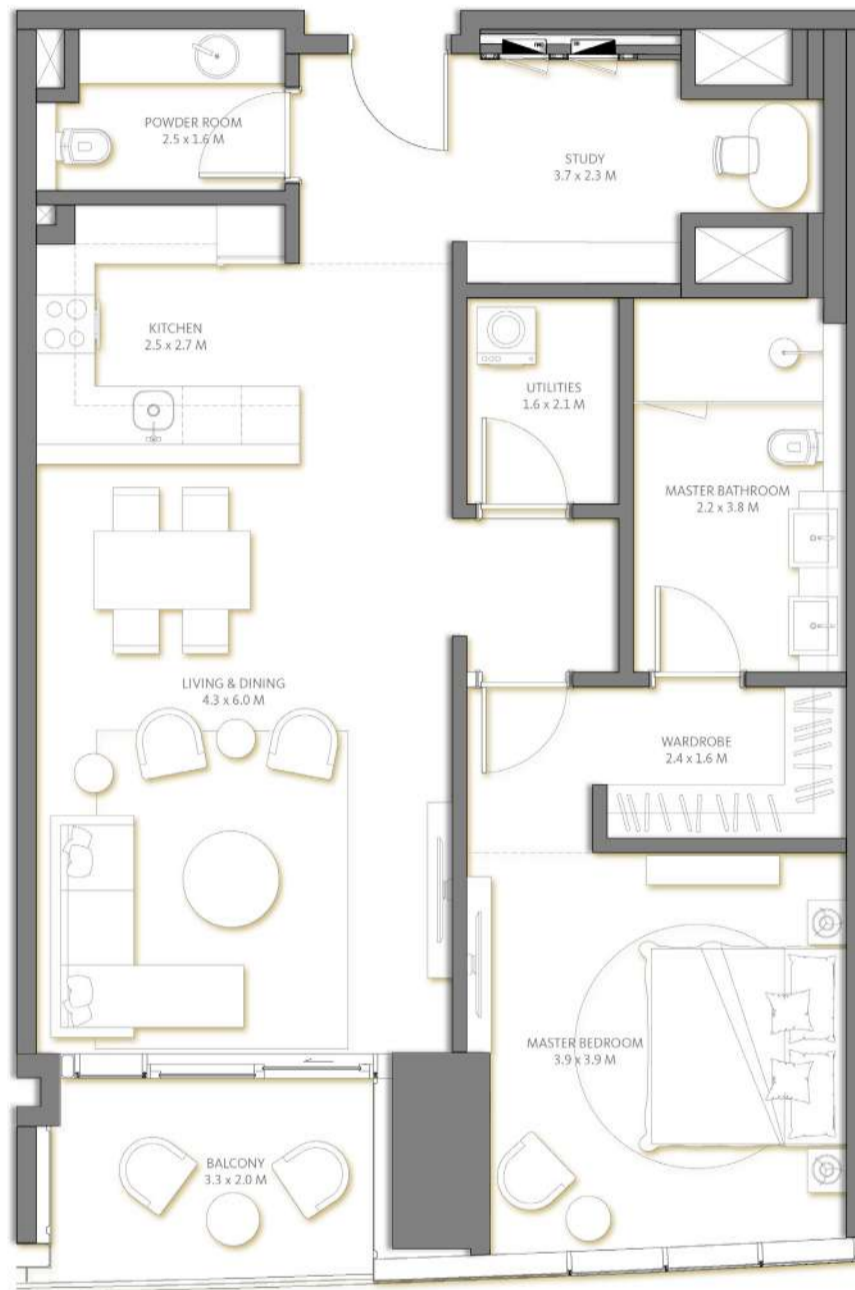 POWDER ROOM
2.5 x 1.6 M
STUDY
3.7 x 2.3 M
KITCHEN
2.5 x 2.7 M
UTILITIES
1.6 x 2.1 M
MASTER BATHROOM
2.2 x 3.8 M
LIVING & DINING
4.3 x 6.0 M
WARDROBE
2.4 x 1.6 M
MASTER BEDROOM
3.9 x 3.9 M
BALCONY
3.3 x 2.0 M